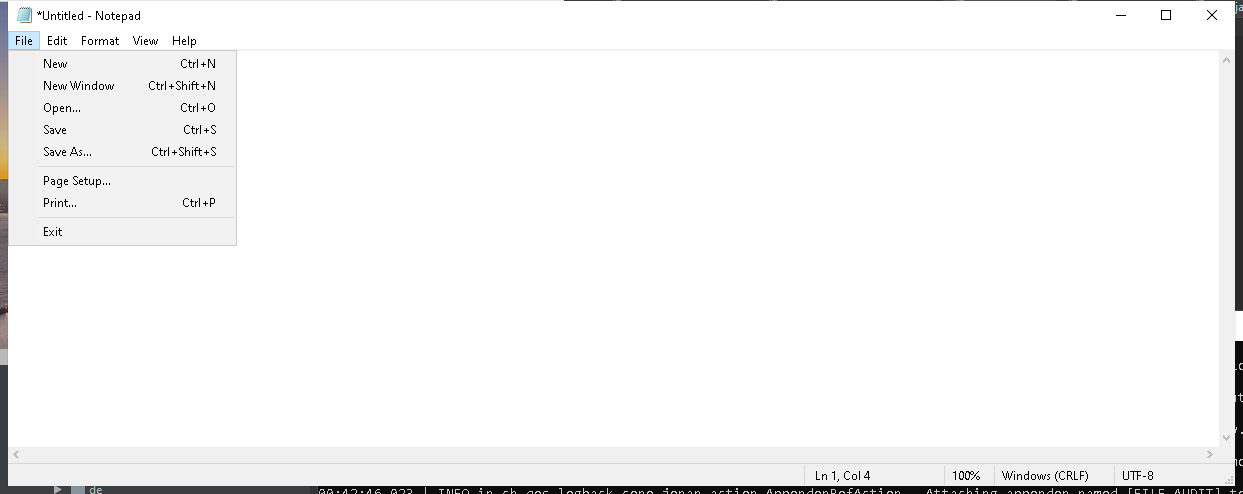 *Untitled - Notepad
File Edit Format View Help
New Ctrl+N
New Window Ctrl+Shift+N
Open... Ctrl+O
Save Ctrl+S
Save As... Ctrl+Shift+S
Page Setup...
Print... Ctrl+P
Exit
Ln 1, Col 4 100% Windows (CRLF) UTF-8
de